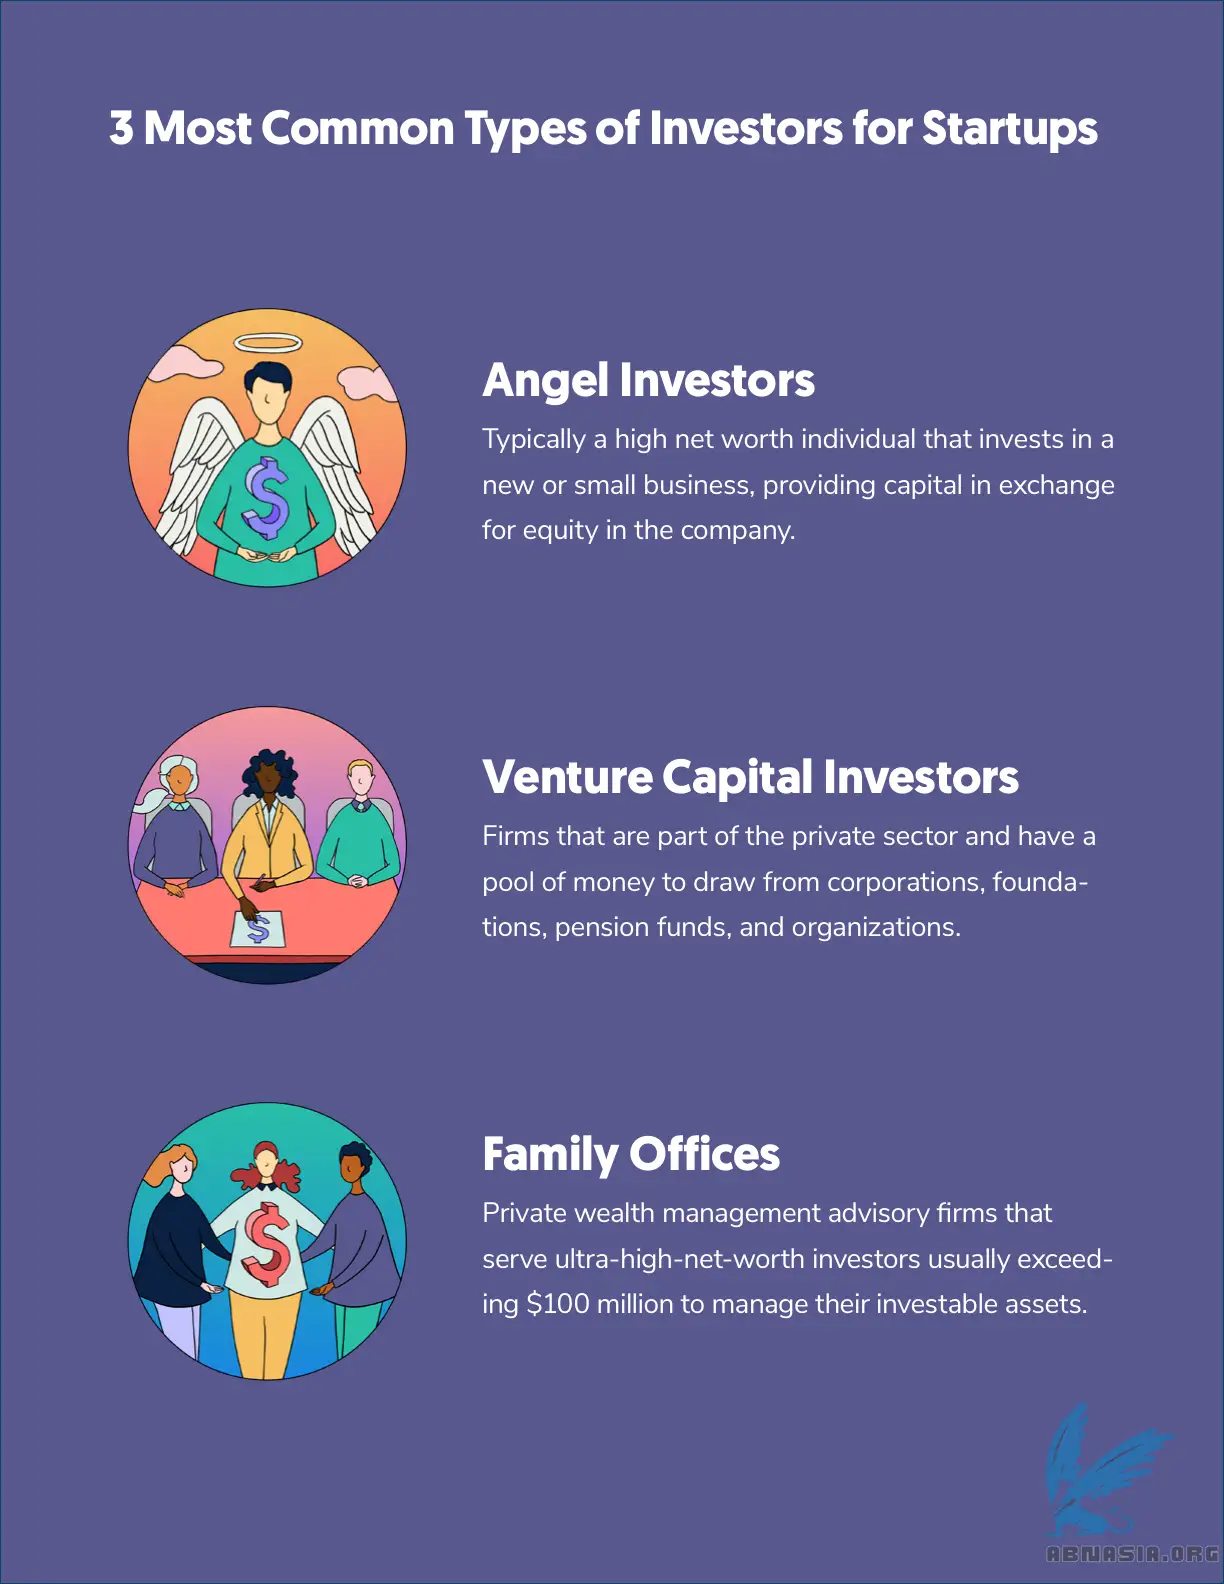 3 Most Common Types of Investors for Startups
Angel Investors
Typically a high net worth individual that invests in a
new or small business, providing capital in exchange
for equity in the company.
Venture Capital Investors
Firms that are part of the private sector and have a
pool of money to draw from corporations, founda-
tions, pension funds, and organizations.
Family Offices
Private wealth management advisory firms that
serve ultra-high-net-worth investors usually exceed-
ing $100 million to manage their investable assets.
ABNASIA.ORG